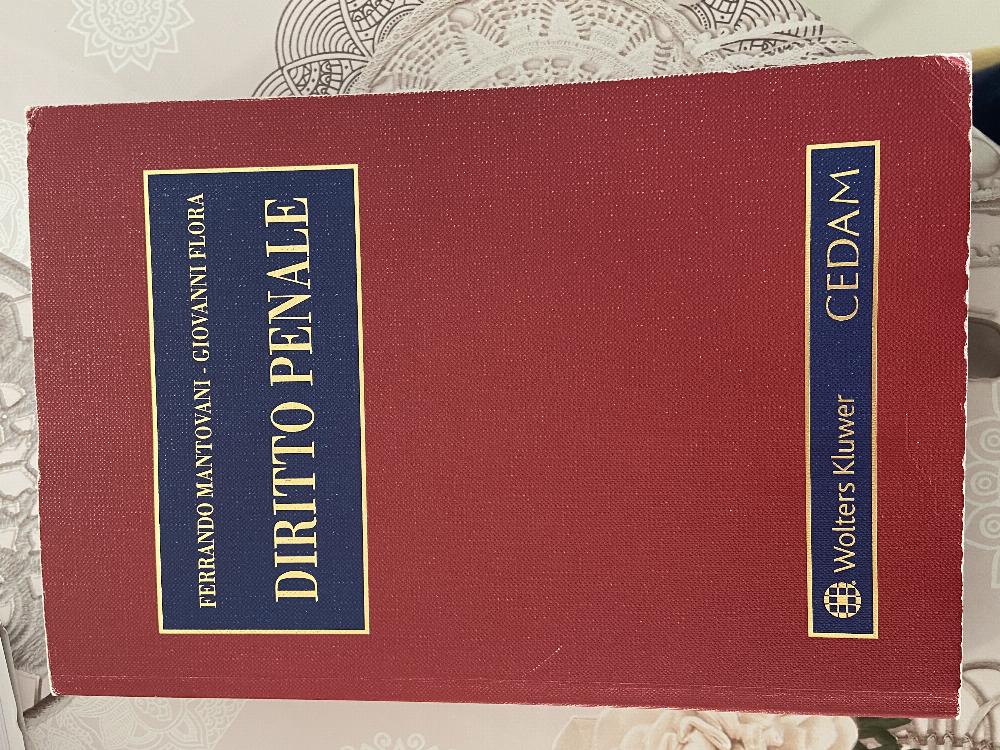 FERRANDO MANTOVANI - GIOVANNI FLORA
DIRITTO PENALE
Wolters Kluwer CEDAM